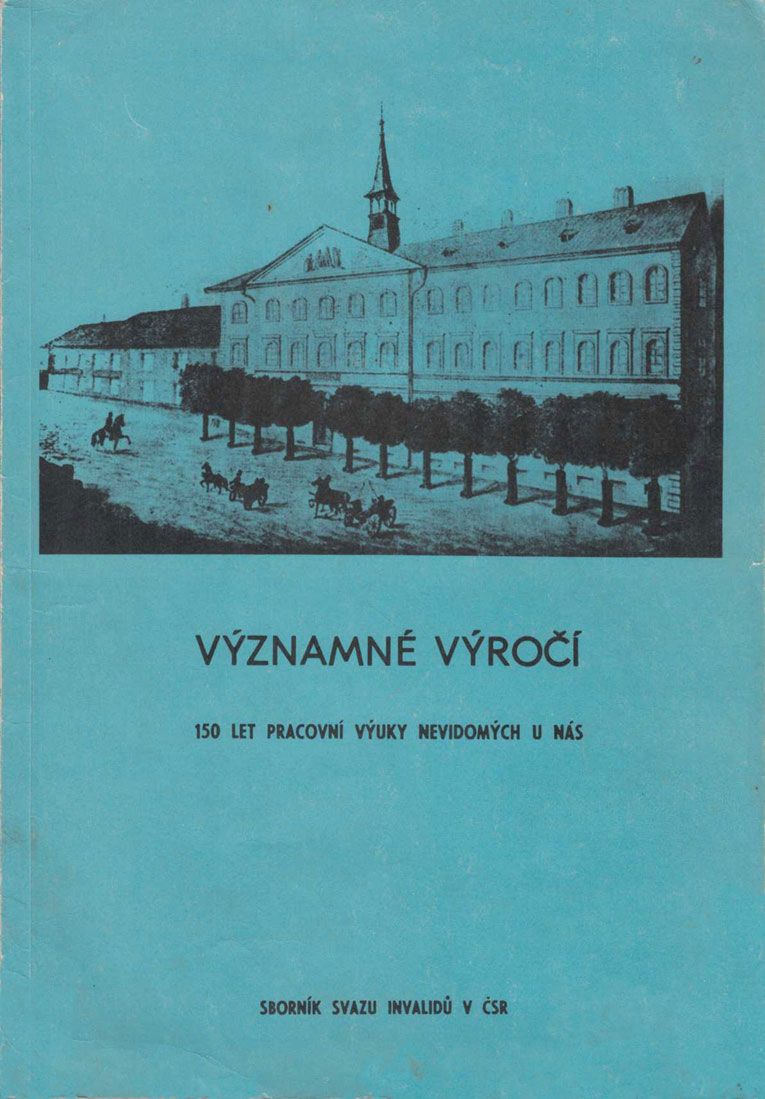 VÝZNAMNÉ VÝROČÍ
150 LET PRACOVNÍ VÝUKY NEVIDOMÝCH U NÁS
SBORNÍK SVAZU INVALIDŮ V ČSR